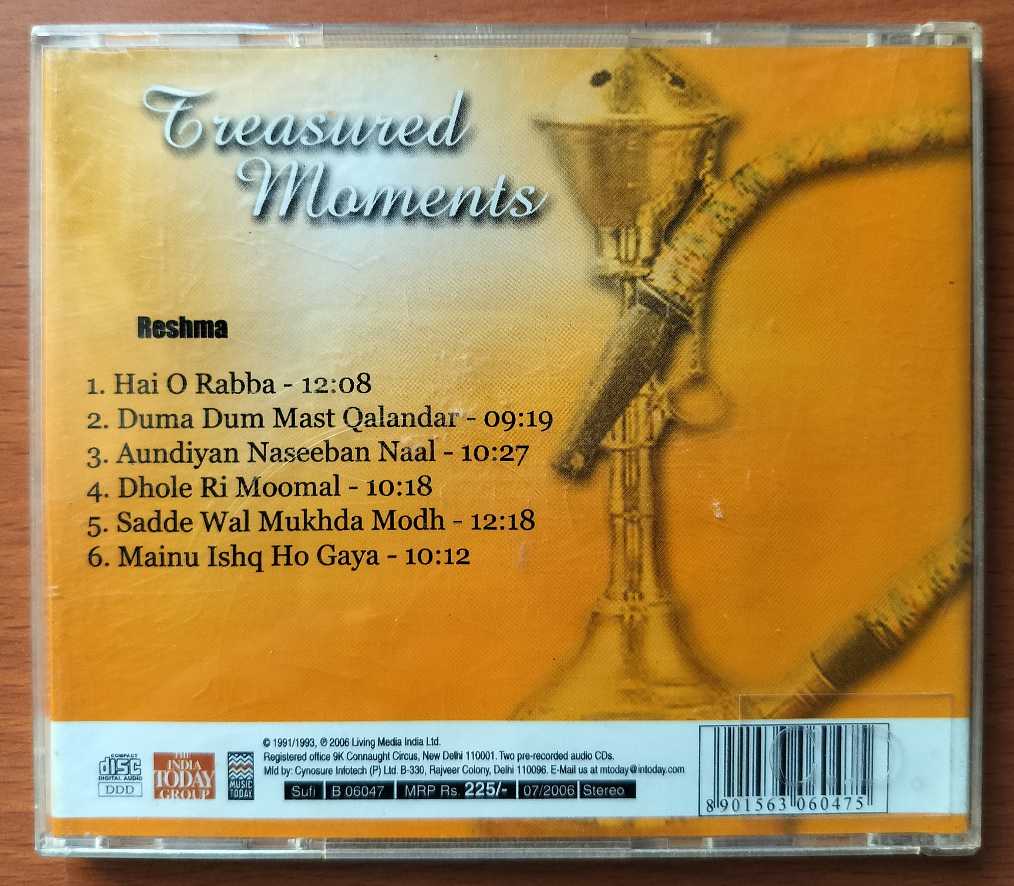 Treasured
Moments
Reshma
1. Hai O Rabba - 12:08
2. Duma Dum Mast Qalandar - 09:19
3. Aundiyan Naseeban Naal - 10:27
4. Dhole Ri Moomal - 10:18
5. Sadde Wal Mukhda Modh - 12:18
6. Mainu Ishq Ho Gaya - 10:12
COMPACT
disc
DIGITAL AUDIO
DDD
THE
INDIA
TODAY
GROUP
MUSIC
TODAY
© 1991/1993, ℗ 2006 Living Media India Ltd.
Registered office 9K Connaught Circus, New Delhi 110001. Two pre-recorded audio CDs.
Mfd by: Cynosure Infotech (P) Ltd. B-330, Rajveer Colony, Delhi 110096. E-Mail us at mtoday@intoday.com
Sufi B 06047 MRP Rs. 225/- 07/2006 Stereo
8 901563 060475